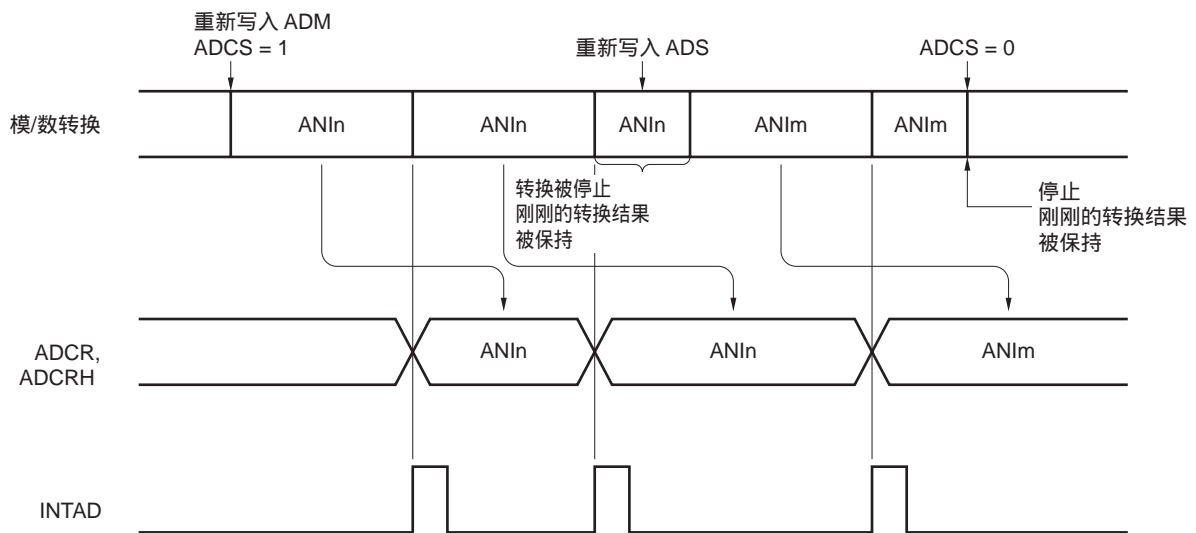 重新写入 ADM
ADCS = 1
重新写入 ADS
ADCS = 0
模/数转换
ANIn
ANIn
ANIn
ANIm
ANIm
转换被停止
刚刚的转换结果
被保持
停止
刚刚的转换结果
被保持
ADCR,
ADCRH
ANIn
ANIn
ANIm
INTAD